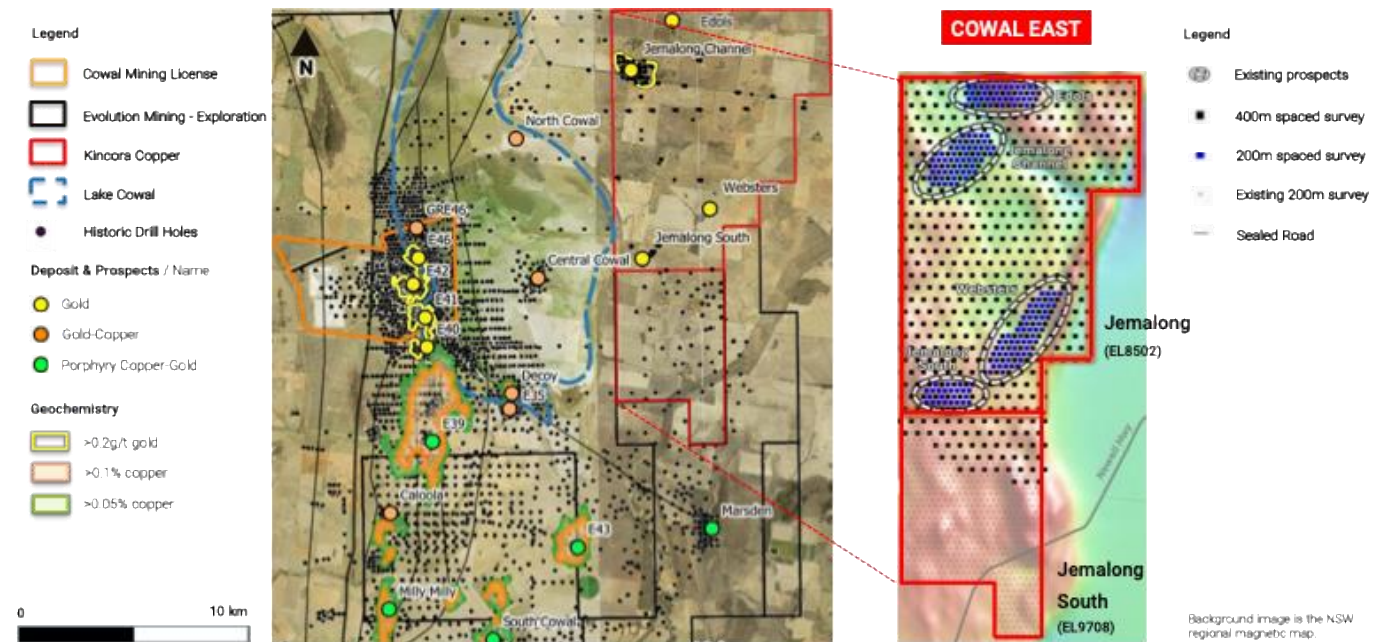 Legend
Cowal Mining License
Evolution Mining - Exploration
Kincora Copper
Lake Cowal
Historic Drill Holes
Deposit & Prospects / Name
Gold
Gold-Copper
Porphyry Copper-Gold
Geochemistry
>0.2g/t gold
>0.1% copper
>0.05% copper
0 10 km
N
Edols
Jemalong Channel
North Cowal
Websters
GRE46
Jemalong South
E46
Central Cowal
E42
E41
E40
Decoy
E35
E39
Caloola
Marsden
E43
Milly Milly
South Cowal
COWAL EAST
Edols
Jemalong
Channel
Websters
Jemalong
South
Jemalong
(EL8502)
Newell Hwy
Jemalong
South
(EL9708)
Legend
Existing prospects
400m spaced survey
200m spaced survey
Existing 200m survey
Sealed Road
Background image is the NSW
regional magnetic map.